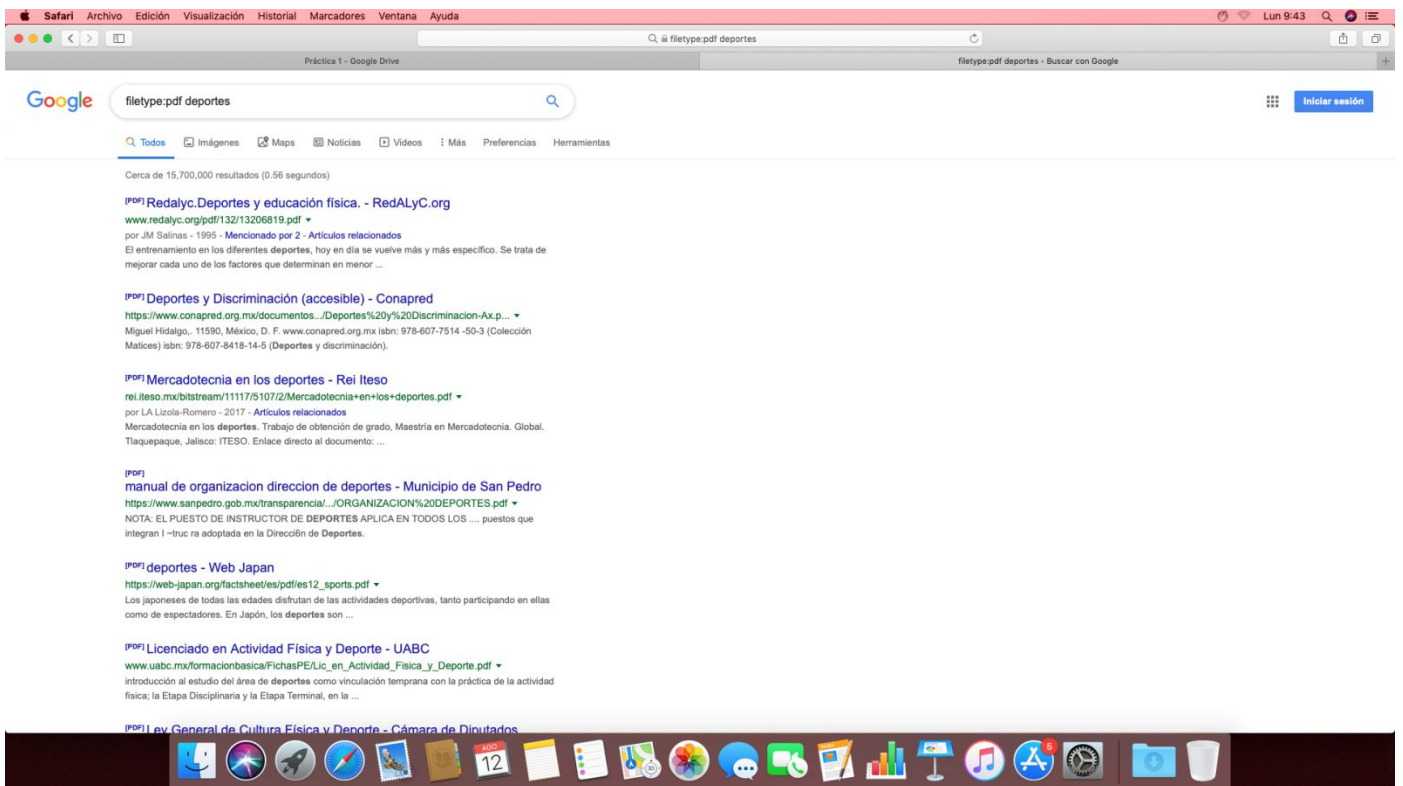 Safari Archivo Edición Visualización Historial Marcadores Ventana Ayuda Lun 9:43
filetype:pdf deportes
Práctica 1 - Google Drive filetype:pdf deportes - Buscar con Google
Google filetype:pdf deportes Iniciar sesión
Todos Imágenes Maps Noticias Videos Más Preferencias Herramientas
Cerca de 15,700,000 resultados (0.56 segundos)
[PDF] Redalyc.Deportes y educación física. - RedALyC.org
www.redalyc.org/pdf/132/13206819.pdf
por JM Salinas - 1995 - Mencionado por 2 - Artículos relacionados
El entrenamiento en los diferentes deportes, hoy en día se vuelve más y más específico. Se trata de
mejorar cada uno de los factores que determinan en menor ...
[PDF] Deportes y Discriminación (accesible) - Conapred
https://www.conapred.org.mx/documentos.../Deportes%20y%20Discriminacion-Ax.p...
Miguel Hidalgo,. 11590, México, D. F. www.conapred.org.mx isbn: 978-607-7514 -50-3 (Colección
Matices) isbn: 978-607-8418-14-5 (Deportes y discriminación).
[PDF] Mercadotecnia en los deportes - Rei Iteso
rei.iteso.mx/bitstream/11117/5107/2/Mercadotecnia+en+los+deportes.pdf
por LA Lizola-Romero - 2017 - Artículos relacionados
Mercadotecnia en los deportes. Trabajo de obtención de grado, Maestría en Mercadotecnia. Global.
Tlaquepaque, Jalisco: ITESO. Enlace directo al documento: ...
[PDF]
manual de organizacion direccion de deportes - Municipio de San Pedro
https://www.sanpedro.gob.mx/transparencia/.../ORGANIZACION%20DEPORTES.pdf
NOTA: EL PUESTO DE INSTRUCTOR DE DEPORTES APLICA EN TODOS LOS .... puestos que
integran l ~truc ra adoptada en la Direcci6n de Deportes.
[PDF] deportes - Web Japan
https://web-japan.org/factsheet/es/pdf/es12_sports.pdf
Los japoneses de todas las edades disfrutan de las actividades deportivas, tanto participando en ellas
como de espectadores. En Japón, los deportes son ...
[PDF] Licenciado en Actividad Física y Deporte - UABC
www.uabc.mx/formacionbasica/FichasPE/Lic_en_Actividad_Fisica_y_Deporte.pdf
introducción al estudio del área de deportes como vinculación temprana con la práctica de la actividad
física; la Etapa Disciplinaria y la Etapa Terminal, en la ...
[PDF] Ley General de Cultura Física y Deporte - Cámara de Diputados
AGO
12
5